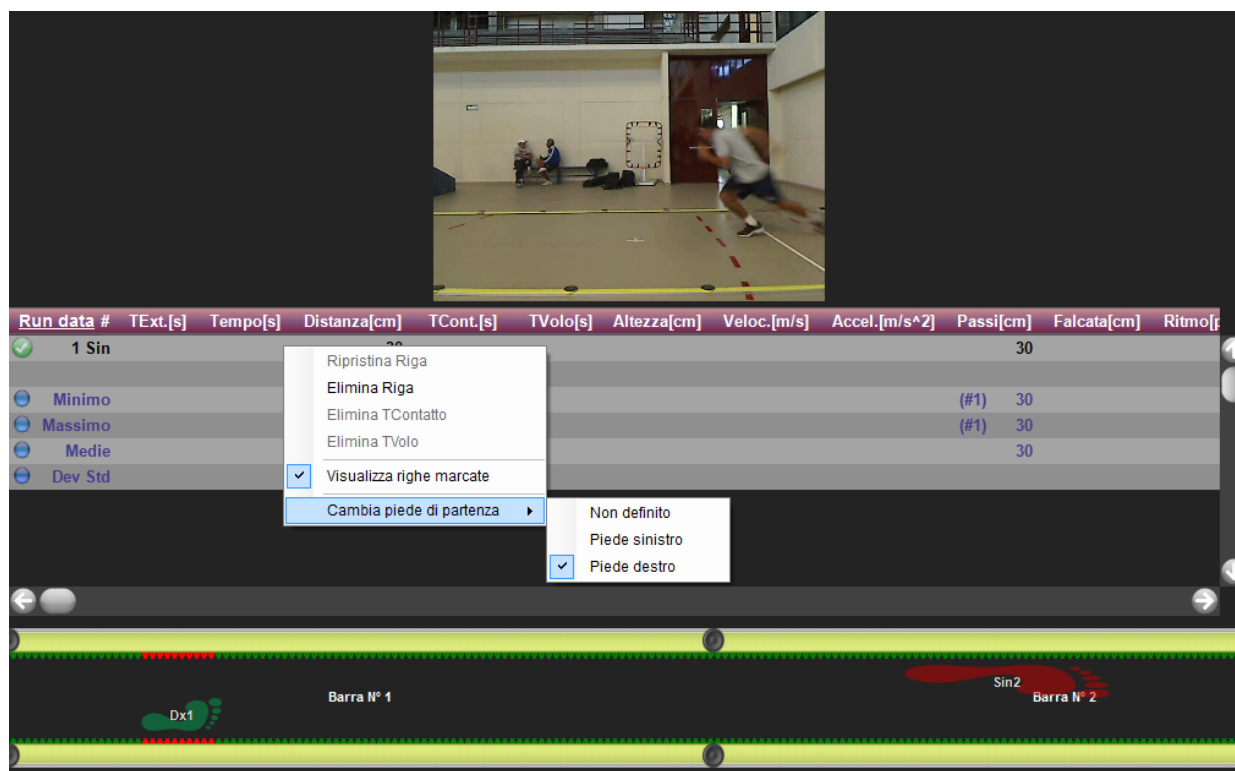 Run data # TExt.[s] Tempo[s] Distanza[cm] TCont.[s] TVolo[s] Altezza[cm] Veloc.[m/s] Accel.[m/s^2] Passi[cm] Falcata[cm]
1 Sin 30
Minimo (#1) 30
Massimo (#1) 30
Medie 30
Dev Std
Ripristina Riga
Elimina Riga
Elimina TContatto
Elimina TVolo
Visualizza righe marcate
Cambia piede di partenza
Non definito
Piede sinistro
Piede destro
Barra N° 1
Dx1
Sin2
Barra N° 2